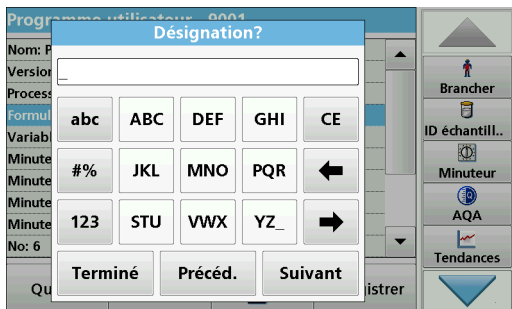 Programme utilisateur 9001
Désignation?
Nom: P
Version
Process
Formul
Variabl
Minute
Minute
Minute
Minute
No: 6
_
abc ABC DEF GHI CE
#% JKL MNO PQR
123 STU VWX YZ_
Terminé Précéd. Suivant
Qu istrer
Brancher
ID échantill..
Minuteur
AQA
Tendances